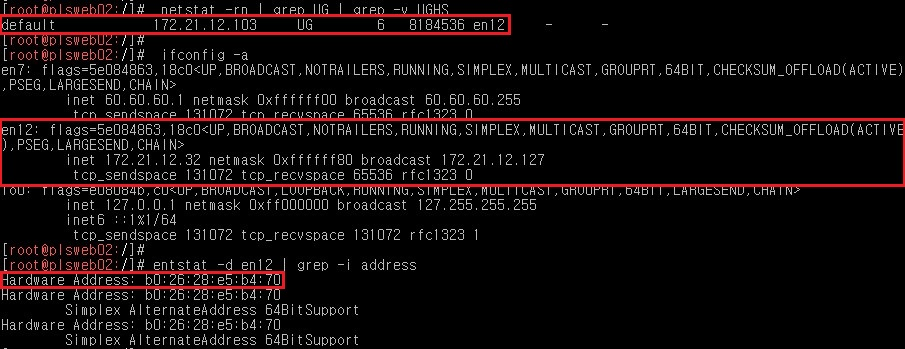 [root@plsweb02:/]# netstat -rn | grep UG | grep -v UGHS
default 172.21.12.103 UG 6 8184536 en12 - -
[root@plsweb02:/]#
[root@plsweb02:/]# ifconfig -a
en7: flags=5e084863,18c0<UP,BROADCAST,NOTRAILERS,RUNNING,SIMPLEX,MULTICAST,GROUPRT,64BIT,CHECKSUM_OFFLOAD(ACTIVE)
,PSEG,LARGESEND,CHAIN>
inet 60.60.60.1 netmask 0xffffff00 broadcast 60.60.60.255
tcp_sendspace 131072 tcp_recvspace 65536 rfc1323 0
en12: flags=5e084863,18c0<UP,BROADCAST,NOTRAILERS,RUNNING,SIMPLEX,MULTICAST,GROUPRT,64BIT,CHECKSUM_OFFLOAD(ACTIVE
),PSEG,LARGESEND,CHAIN>
inet 172.21.12.32 netmask 0xffffff80 broadcast 172.21.12.127
tcp_sendspace 131072 tcp_recvspace 65536 rfc1323 0
lo0: flags=e08084b,c0<UP,BROADCAST,LOOPBACK,RUNNING,SIMPLEX,MULTICAST,GROUPRT,64BIT,LARGESEND,CHAIN>
inet 127.0.0.1 netmask 0xff000000 broadcast 127.255.255.255
inet6 ::1%1/64
tcp_sendspace 131072 tcp_recvspace 131072 rfc1323 1
[root@plsweb02:/]#
[root@plsweb02:/]# entstat -d en12 | grep -i address
Hardware Address: b0:26:28:e5:b4:70
Hardware Address: b0:26:28:e5:b4:70
Simplex AlternateAddress 64BitSupport
Hardware Address: b0:26:28:e5:b4:70
Simplex AlternateAddress 64BitSupport